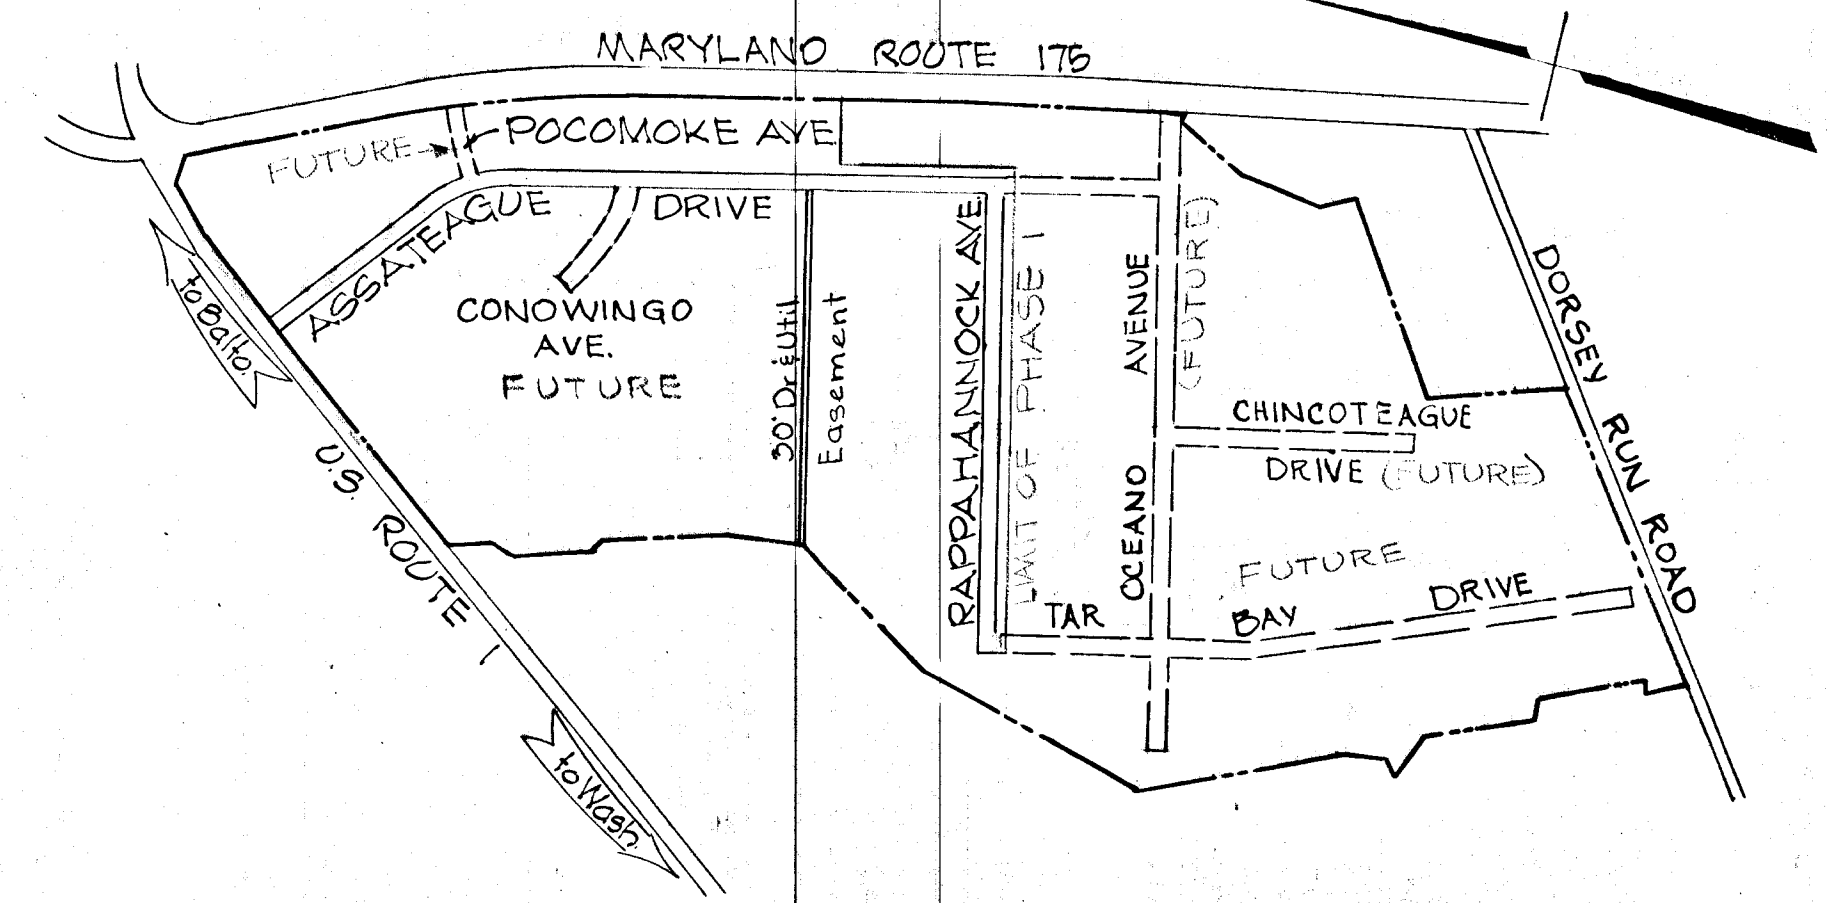 MARYLAND ROUTE 175
POCOMOKE AVE
FUTURE
ASSATEAGUE DRIVE
CONOWINGO
AVE.
FUTURE
30' Dr & Util
Easement
RAPPAHANNOCK AVE.
LIMIT OF PHASE 1
OCEANO AVENUE
(FUTURE)
CHINCOTEAGUE
DRIVE (FUTURE)
FUTURE
TAR BAY DRIVE
DORSEY RUN ROAD
to Balto.
U.S. ROUTE 1
to Wash.